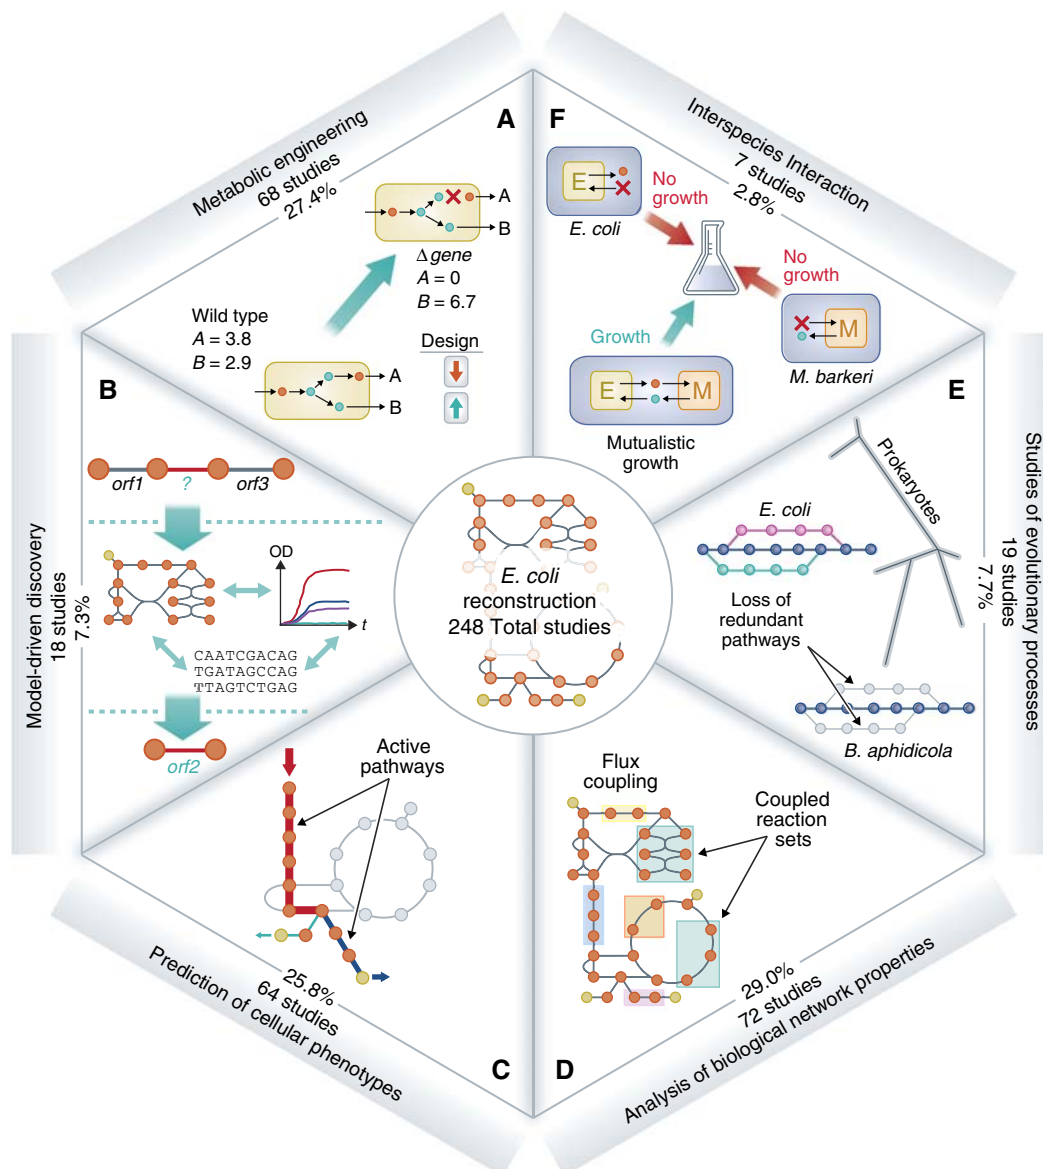 Metabolic engineering
68 studies
27.4%
A
A
B
Δ gene
A = 0
B = 6.7
Wild type
A = 3.8
B = 2.9
Design
A
B
Interspecies Interaction
7 studies
2.8%
F
E
E. coli
No
growth
No
growth
M
M. barkeri
Growth
E
M
Mutualistic
growth
Model-driven discovery
18 studies
7.3%
B
orf1
?
orf3
OD
t
CAATCGACAG
TGATAGCCAG
TTAGTCTGAG
orf2
E. coli
reconstruction
248 Total studies
Studies of evolutionary processes
19 studies
7.7%
E
Prokaryotes
E. coli
Loss of
redundant
pathways
B. aphidicola
Active
pathways
C
25.8%
64 studies
Prediction of cellular phenotypes
Flux
coupling
Coupled
reaction
sets
D
29.0%
72 studies
Analysis of biological network properties